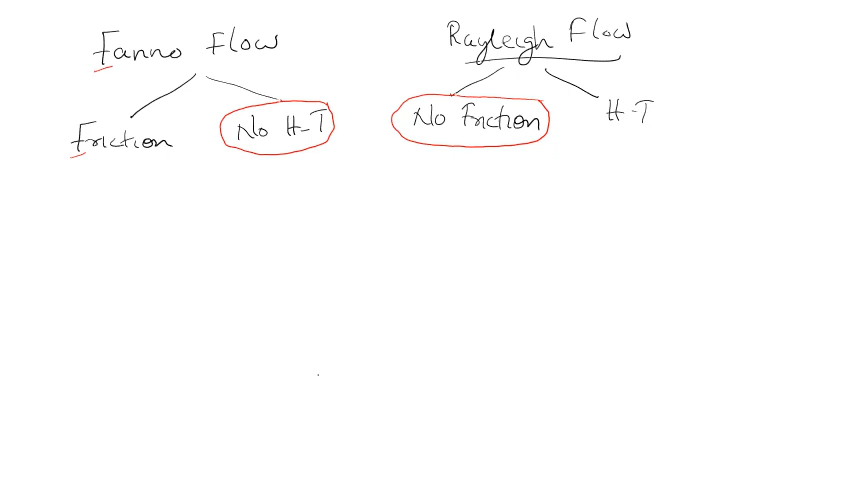 Fanno Flow
Rayleigh Flow
Friction
No H-T
No Friction
H-T